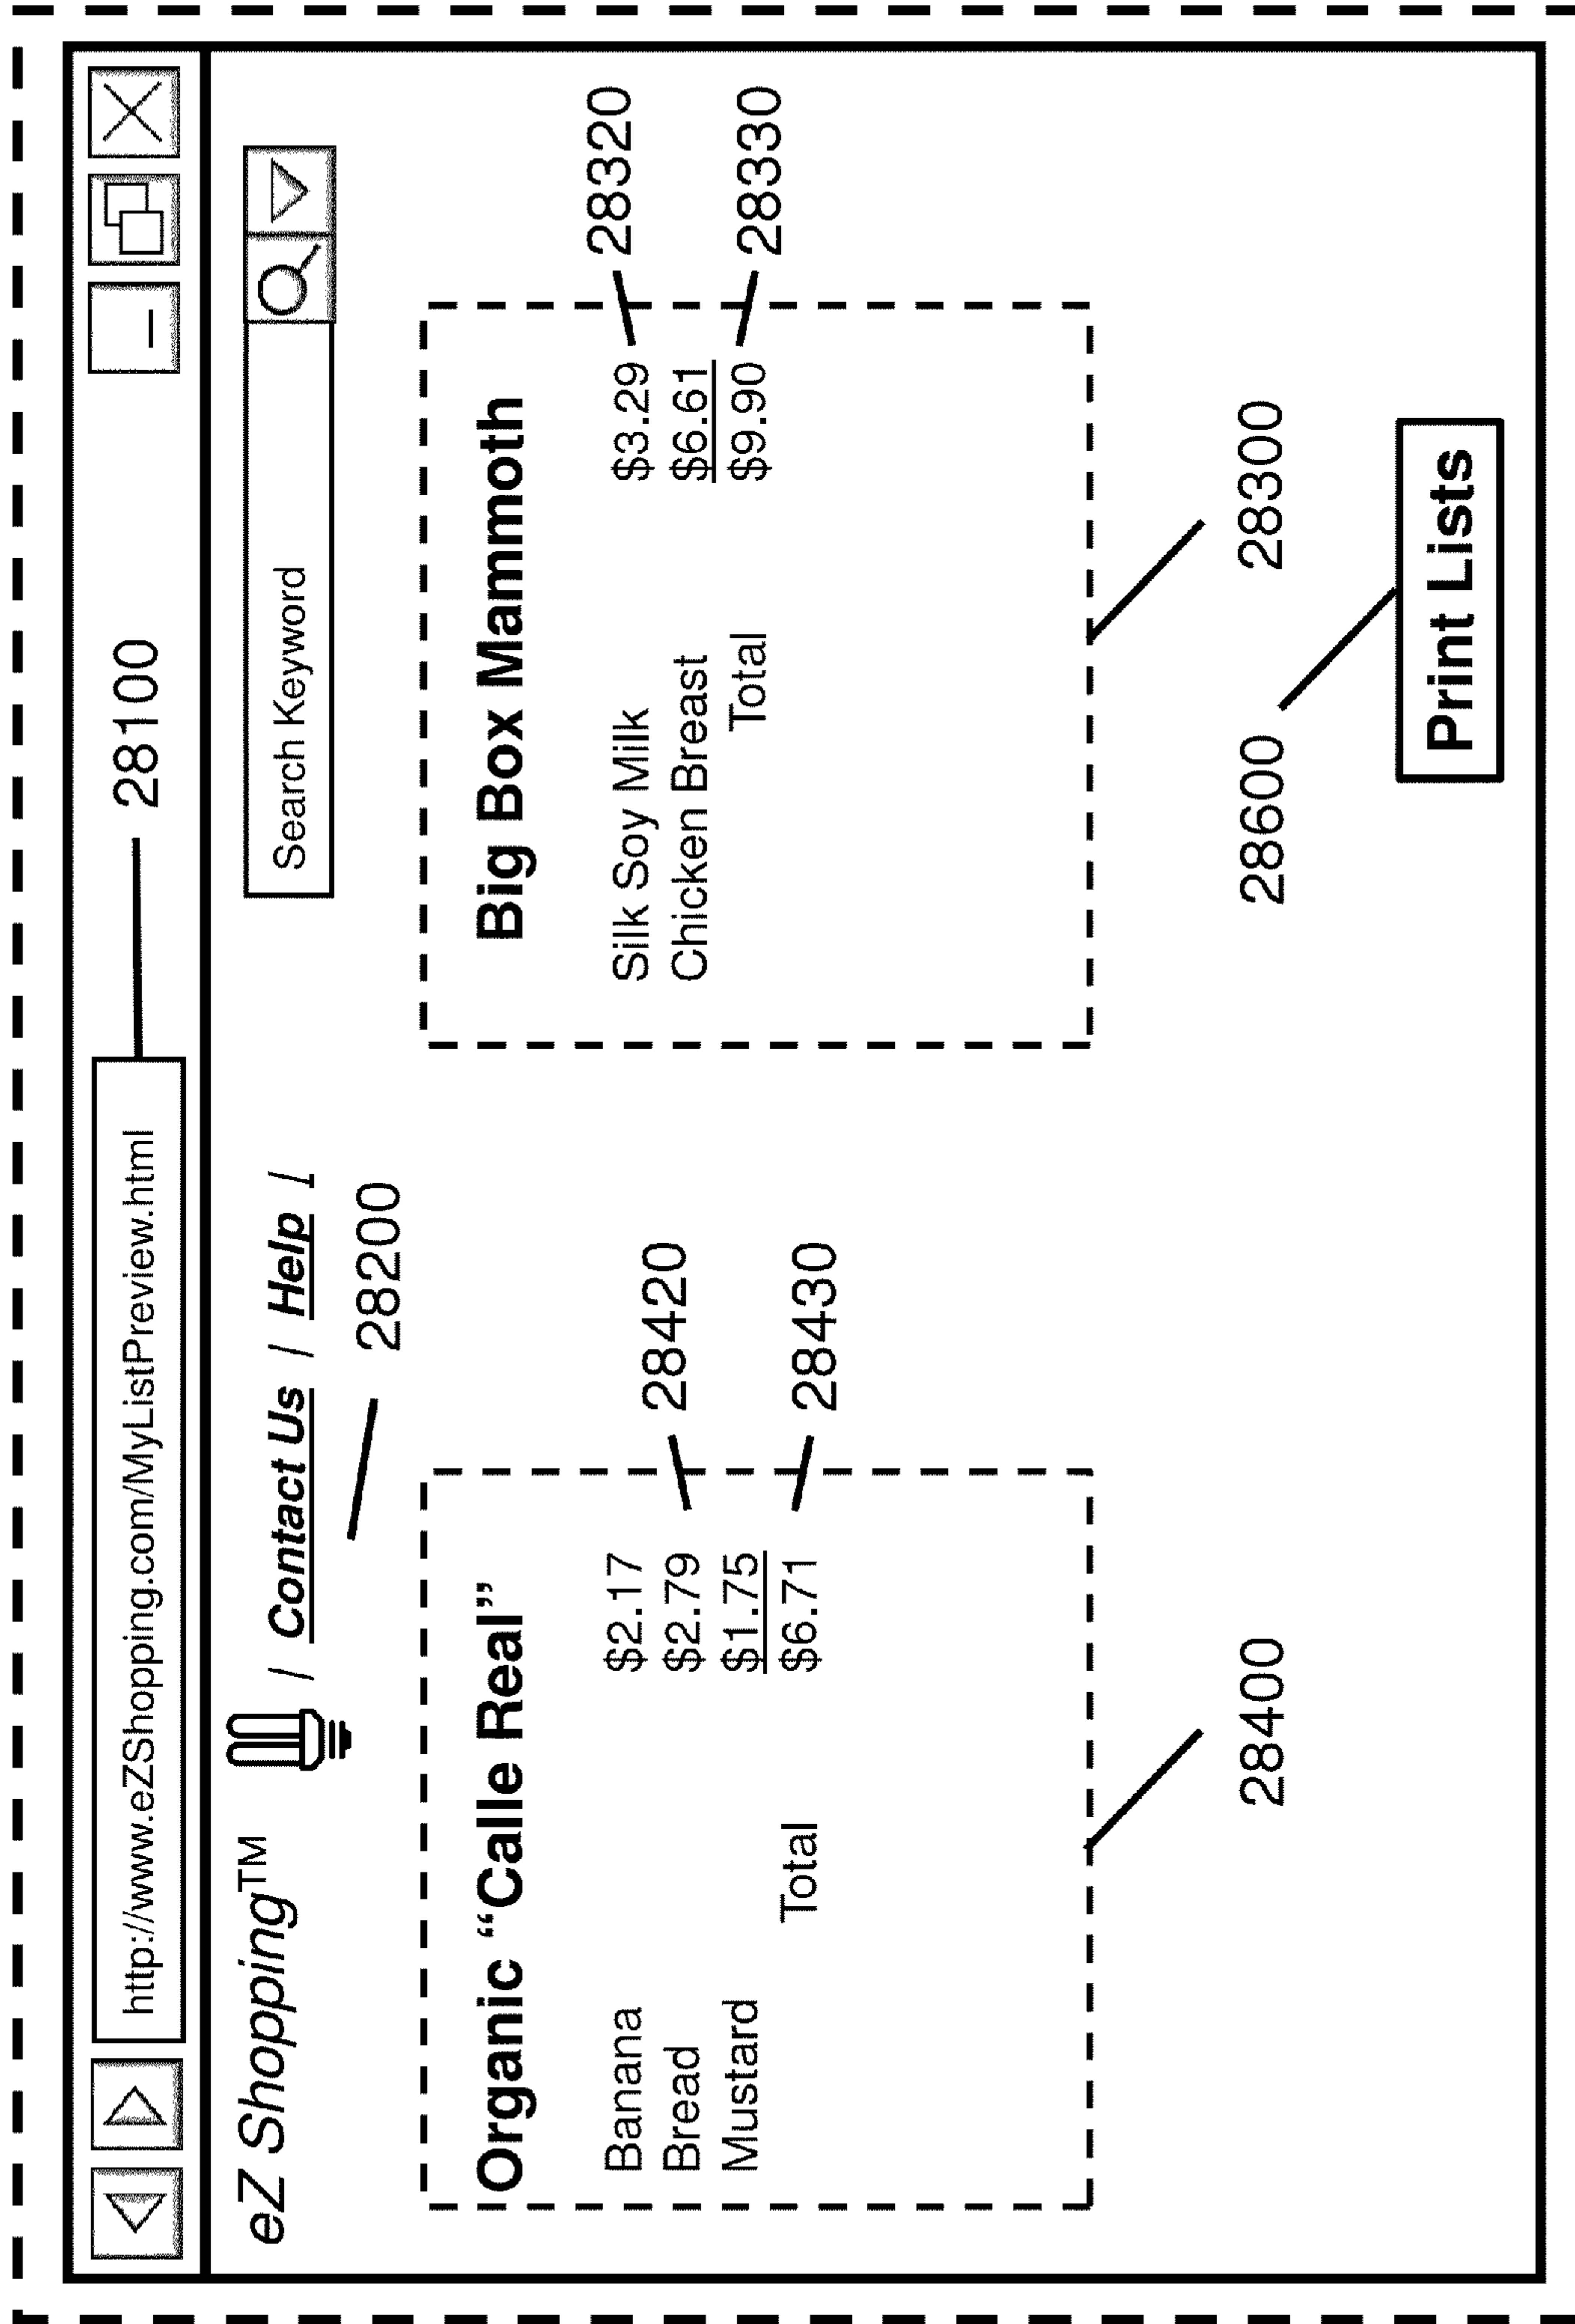 http://www.eZShopping.com/MyListPreview.html
28100
eZ Shopping™ / Contact Us / Help /
Search Keyword
28200
Organic “Calle Real”
Banana $2.17
Bread $2.79
Mustard $1.75
Total $6.71
28420
28430
28400
Big Box Mammoth
Silk Soy Milk $3.29
Chicken Breast $6.61
Total $9.90
28320
28330
28300
28600
Print Lists